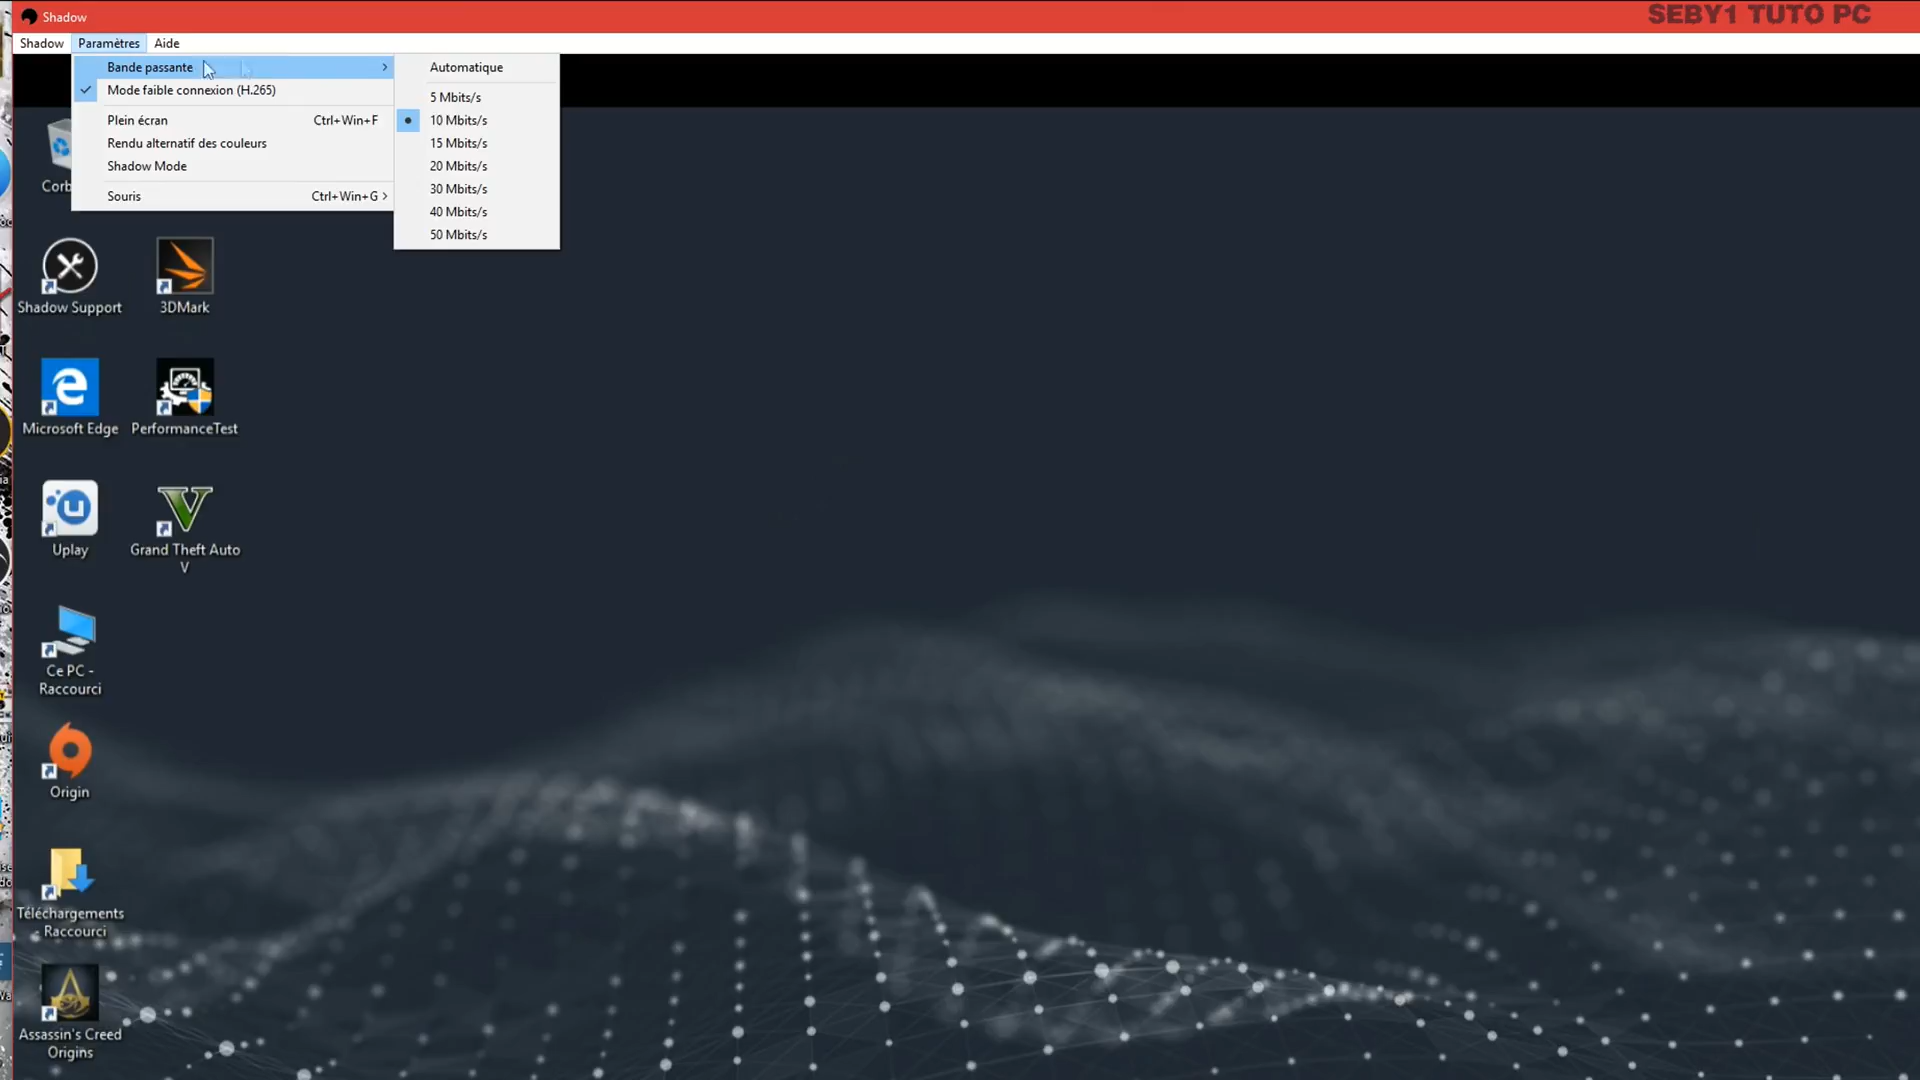 Shadow
SEBY1 TUTO PC
Shadow Paramètres Aide
Bande passante
Mode faible connexion (H.265)
Plein écran Ctrl+Win+F
Rendu alternatif des couleurs
Shadow Mode
Souris Ctrl+Win+G
Automatique
5 Mbits/s
10 Mbits/s
15 Mbits/s
20 Mbits/s
30 Mbits/s
40 Mbits/s
50 Mbits/s
Corb
Shadow Support
3DMark
Microsoft Edge
PerformanceTest
Uplay
Grand Theft Auto
V
Ce PC -
Raccourci
Origin
Téléchargements
- Raccourci
Assassin's Creed
Origins